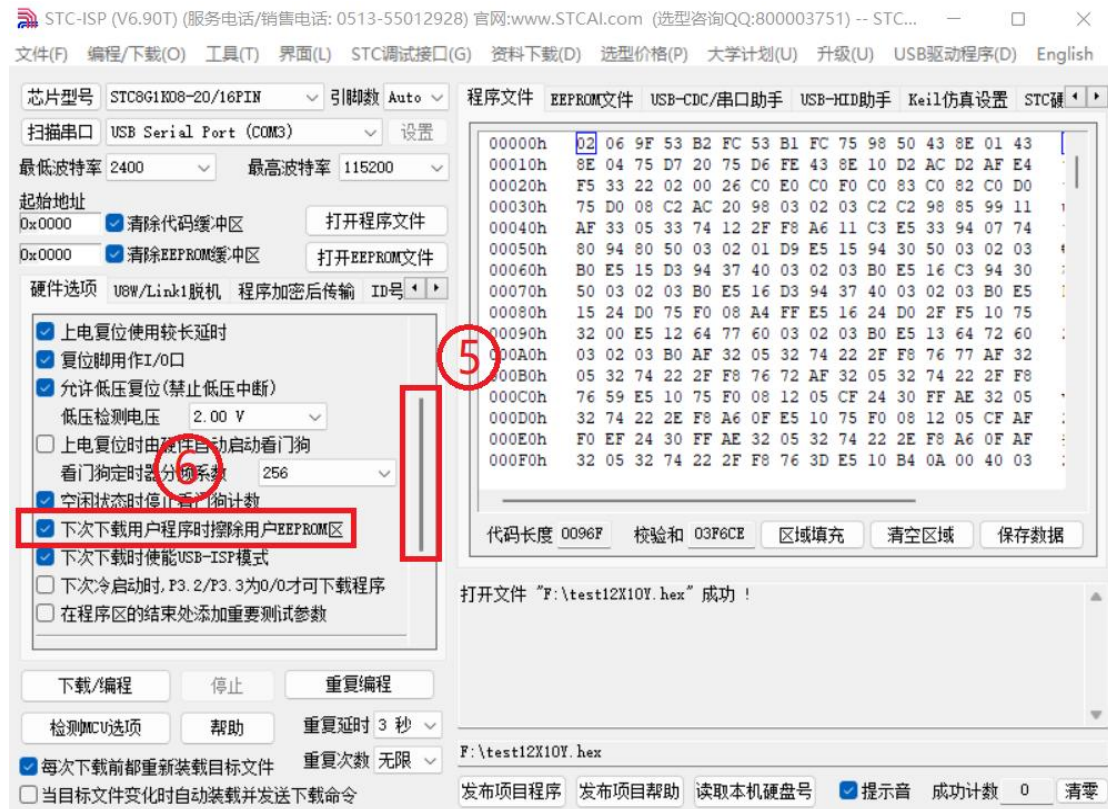 STC-ISP (V6.90T) (服务电话/销售电话: 0513-55012928) 官网:www.STCAI.com (选型咨询QQ:800003751) -- STC...
文件(F) 编程/下载(O) 工具(T) 界面(L) STC调试接口(G) 资料下载(D) 选型价格(P) 大学计划(U) 升级(U) USB驱动程序(D) English
芯片型号 STC8G1K08-20/16PIN 引脚数 Auto
扫描串口 USB Serial Port (COM3) 设置
最低波特率 2400 最高波特率 115200
起始地址
0x0000 清除代码缓冲区 打开程序文件
0x0000 清除EEPROM缓冲区 打开EEPROM文件
硬件选项 U8W/Link1脱机 程序加密后传输 ID号
上电复位使用较长延时
复位脚用作I/O口
允许低压复位(禁止低压中断)
低压检测电压 2.00 V
上电复位时由硬件自动启动看门狗
看门狗定时器分频系数 256
空闲状态时停止看门狗计数
下次下载用户程序时擦除用户EEPROM区
下次下载时使能USB-ISP模式
下次冷启动时,P3.2/P3.3为0/0才可下载程序
在程序区的结束处添加重要测试参数
⑤
⑥
下载/编程 停止 重复编程
检测MCU选项 帮助 重复延时 3 秒
每次下载前都重新装载目标文件 重复次数 无限
当目标文件变化时自动装载并发送下载命令
程序文件 EEPROM文件 USB-CDC/串口助手 USB-HID助手 Keil仿真设置 STC硬
00000h 02 06 9F 53 B2 FC 53 B1 FC 75 98 50 43 8E 01 43
00010h 8E 04 75 D7 20 75 D6 FE 43 8E 10 D2 AC D2 AF E4
00020h F5 33 22 02 00 26 C0 E0 C0 F0 C0 83 C0 82 C0 D0
00030h 75 D0 08 C2 AC 20 98 03 02 03 C2 C2 98 85 99 11
00040h AF 33 05 33 74 12 2F F8 A6 11 C3 E5 33 94 07 74
00050h 80 94 80 50 03 02 01 D9 E5 15 94 30 50 03 02 03
00060h B0 E5 15 D3 94 37 40 03 02 03 B0 E5 16 C3 94 30
00070h 50 03 02 03 B0 E5 16 D3 94 37 40 03 02 03 B0 E5
00080h 15 24 D0 75 F0 08 A4 FF E5 16 24 D0 2F F5 10 75
00090h 32 00 E5 12 64 77 60 03 02 03 B0 E5 13 64 72 60
000A0h 03 02 03 B0 AF 32 05 32 74 22 2F F8 76 77 AF 32
000B0h 05 32 74 22 2F F8 76 72 AF 32 05 32 74 22 2F F8
000C0h 76 59 E5 10 75 F0 08 12 05 CF 24 30 FF AE 32 05
000D0h 32 74 22 2E F8 A6 0F E5 10 75 F0 08 12 05 CF AF
000E0h F0 EF 24 30 FF AE 32 05 32 74 22 2E F8 A6 0F AF
000F0h 32 05 32 74 22 2F F8 76 3D E5 10 B4 0A 00 40 03
代码长度 0096F 校验和 03F6CE 区域填充 清空区域 保存数据
打开文件 "F:\test12X10Y.hex" 成功 !
F:\test12X10Y.hex
发布项目程序 发布项目帮助 读取本机硬盘号 提示音 成功计数 0 清零